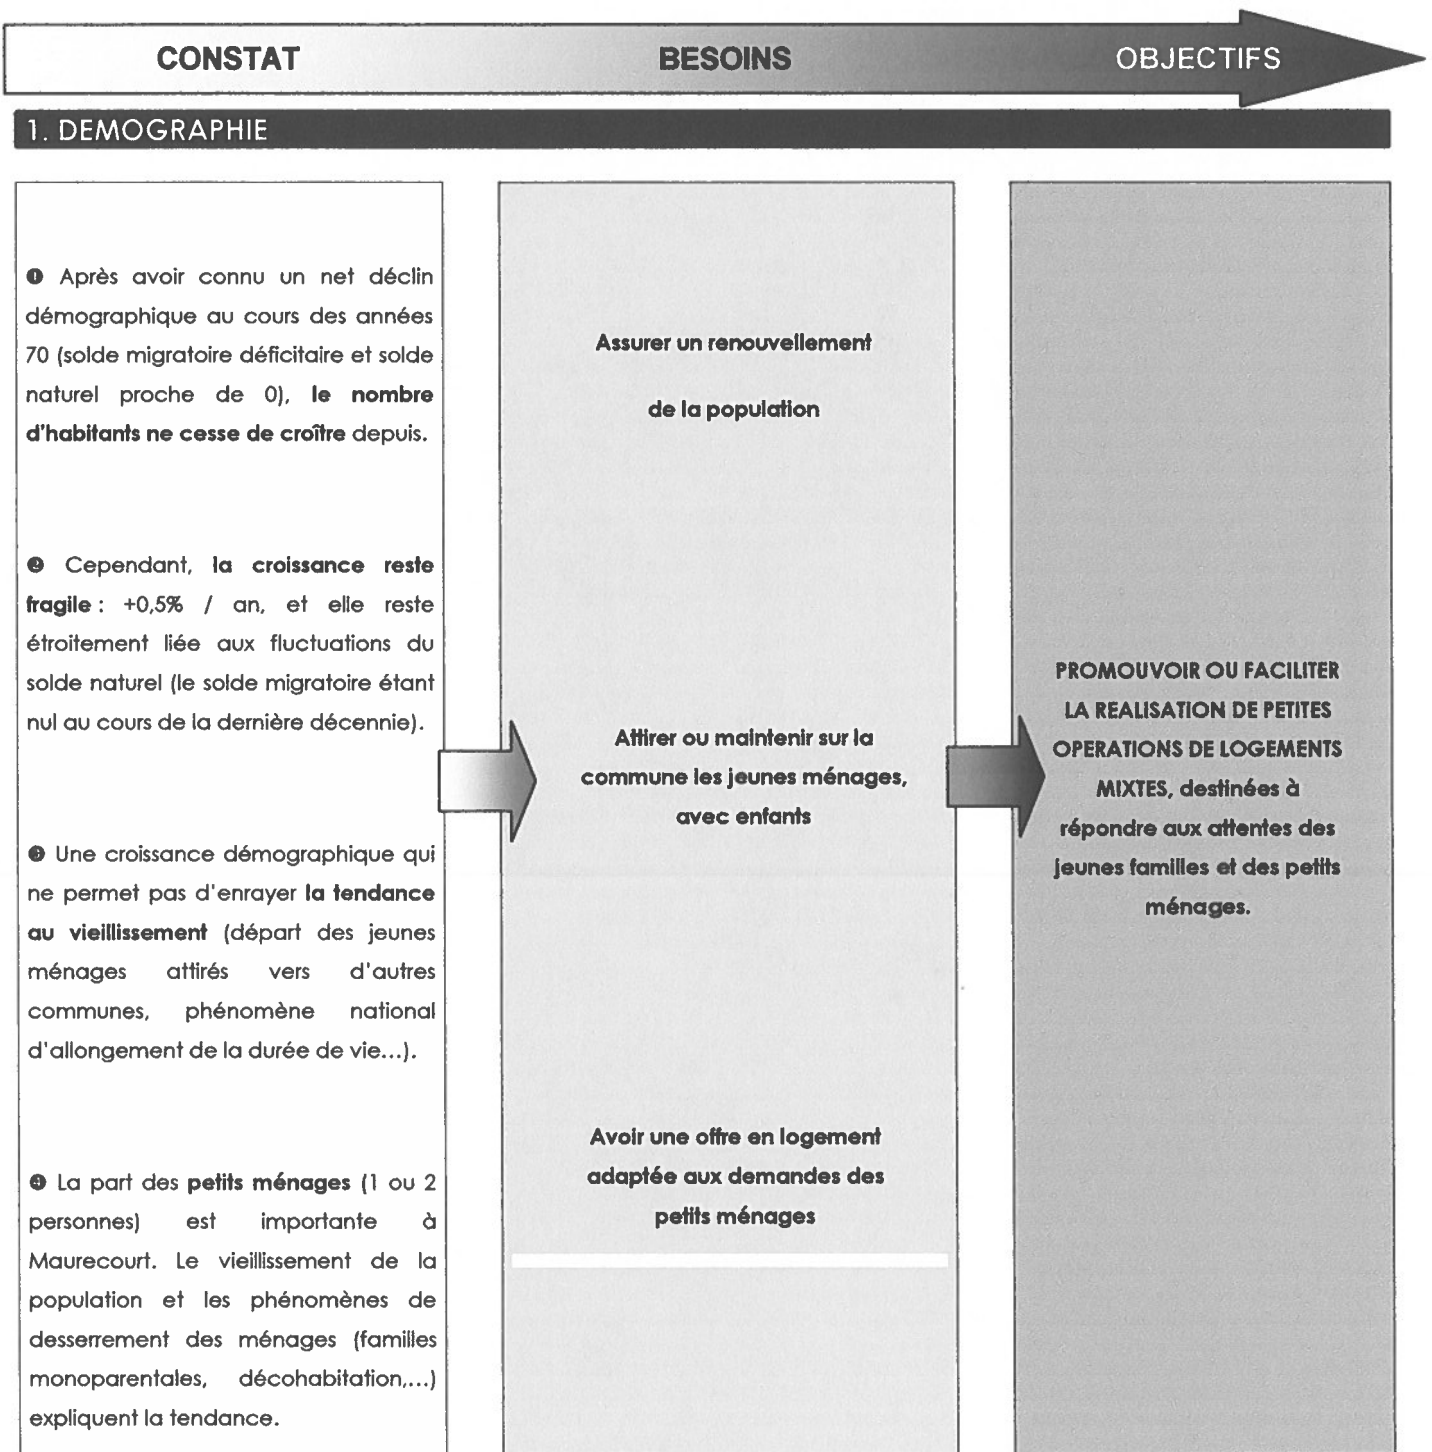 CONSTAT
BESOINS
OBJECTIFS
1. DEMOGRAPHIE
❶ Après avoir connu un net déclin
démographique au cours des années
70 (solde migratoire déficitaire et solde
naturel proche de 0), le nombre
d'habitants ne cesse de croître depuis.
❷ Cependant, la croissance reste
fragile : +0,5% / an, et elle reste
étroitement liée aux fluctuations du
solde naturel (le solde migratoire étant
nul au cours de la dernière décennie).
❸ Une croissance démographique qui
ne permet pas d'enrayer la tendance
au vieillissement (départ des jeunes
ménages attirés vers d'autres
communes, phénomène national
d'allongement de la durée de vie...).
❹ La part des petits ménages (1 ou 2
personnes) est importante à
Maurecourt. Le vieillissement de la
population et les phénomènes de
desserrement des ménages (familles
monoparentales, décohabitation,...)
expliquent la tendance.
Assurer un renouvellement
de la population
Attirer ou maintenir sur la
commune les jeunes ménages,
avec enfants
Avoir une offre en logement
adaptée aux demandes des
petits ménages
PROMOUVOIR OU FACILITER
LA REALISATION DE PETITES
OPERATIONS DE LOGEMENTS
MIXTES, destinées à
répondre aux attentes des
jeunes familles et des petits
ménages.